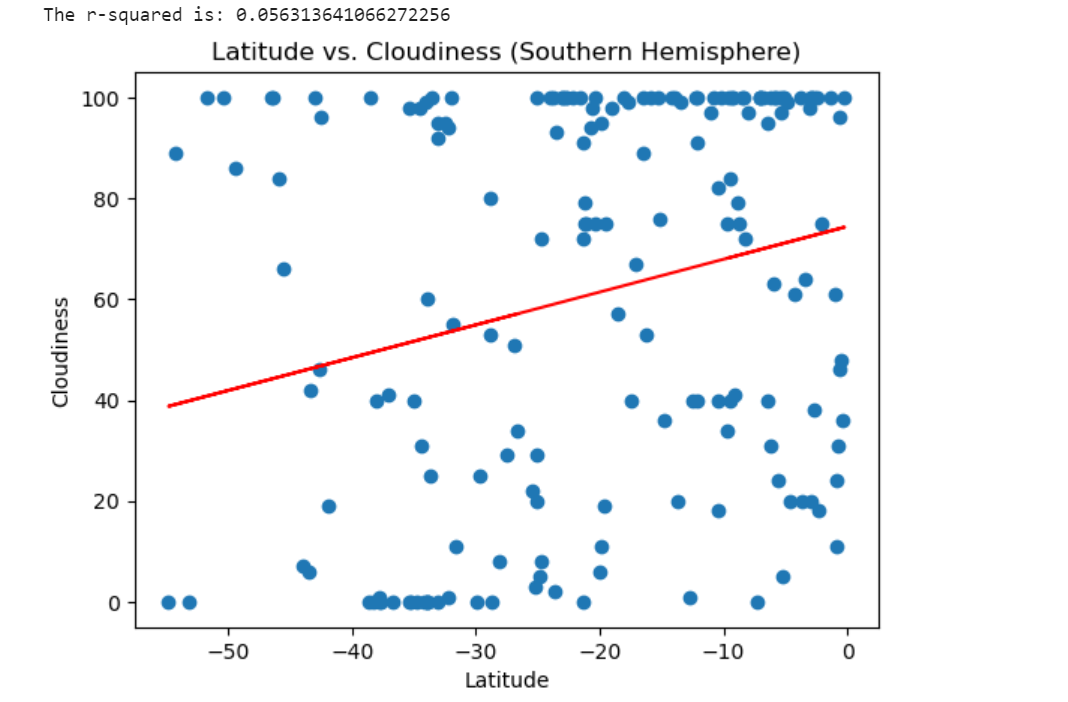 The r-squared is: 0.056313641066272256
Latitude vs. Cloudiness (Southern Hemisphere)
100
80
60
40
20
0
Cloudiness
−50 −40 −30 −20 −10 0
Latitude